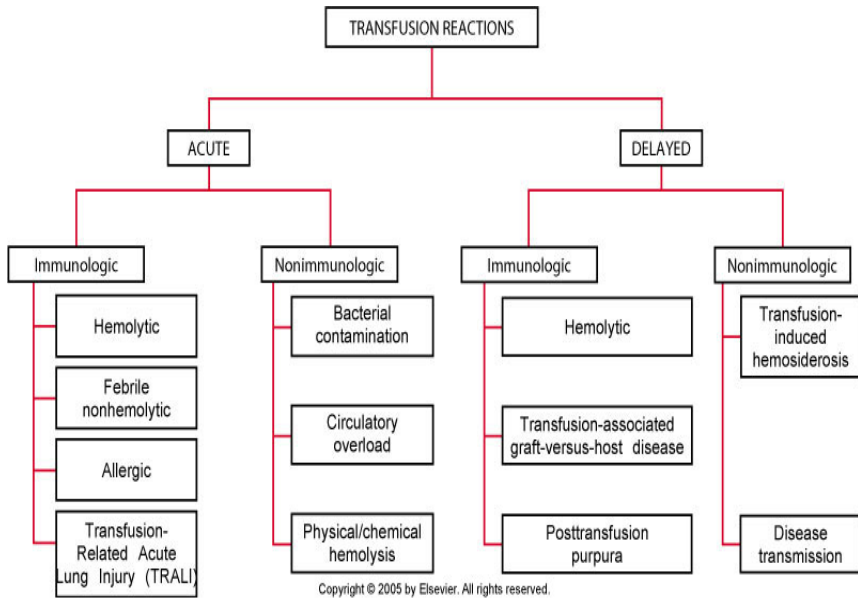 TRANSFUSION REACTIONS
ACUTE
DELAYED
Immunologic
Nonimmunologic
Immunologic
Nonimmunologic
Hemolytic
Febrile
nonhemolytic
Allergic
Transfusion-
Related Acute
Lung Injury (TRALI)
Bacterial
contamination
Circulatory
overload
Physical/chemical
hemolysis
Hemolytic
Transfusion-associated
graft-versus-host disease
Posttransfusion
purpura
Transfusion-
induced
hemosiderosis
Disease
transmission
Copyright © 2005 by Elsevier. All rights reserved.